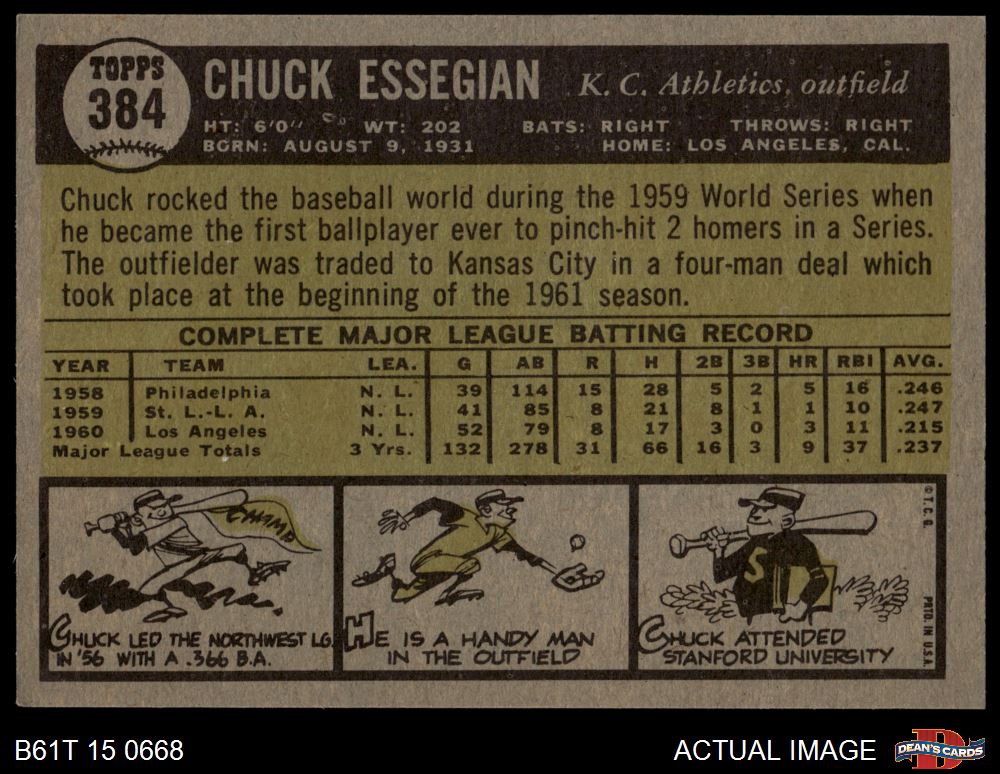 TOPPS
384
CHUCK ESSEGIAN K. C. Athletics, outfield
HT: 6'0" WT: 202 BATS: RIGHT THROWS: RIGHT
BORN: AUGUST 9, 1931 HOME: LOS ANGELES, CAL.
Chuck rocked the baseball world during the 1959 World Series when
he became the first ballplayer ever to pinch-hit 2 homers in a Series.
The outfielder was traded to Kansas City in a four-man deal which
took place at the beginning of the 1961 season.
COMPLETE MAJOR LEAGUE BATTING RECORD
YEAR TEAM LEA. G AB R H 2B 3B HR RBI AVG.
1958 Philadelphia N. L. 39 114 15 28 5 2 5 16 .246
1959 St. L.-L. A. N. L. 41 85 8 21 8 1 1 10 .247
1960 Los Angeles N. L. 52 79 8 17 3 0 3 11 .215
Major League Totals 3 Yrs. 132 278 31 66 16 3 9 37 .237
CHAMP
CHUCK LED THE NORTHWEST LG.
IN '56 WITH A .366 B.A.
HE IS A HANDY MAN
IN THE OUTFIELD
S
CHUCK ATTENDED
STANFORD UNIVERSITY
© T. C. G.
PRTD. IN U.S.A.
B61T 15 0668
ACTUAL IMAGE
D
DEAN'S CARDS